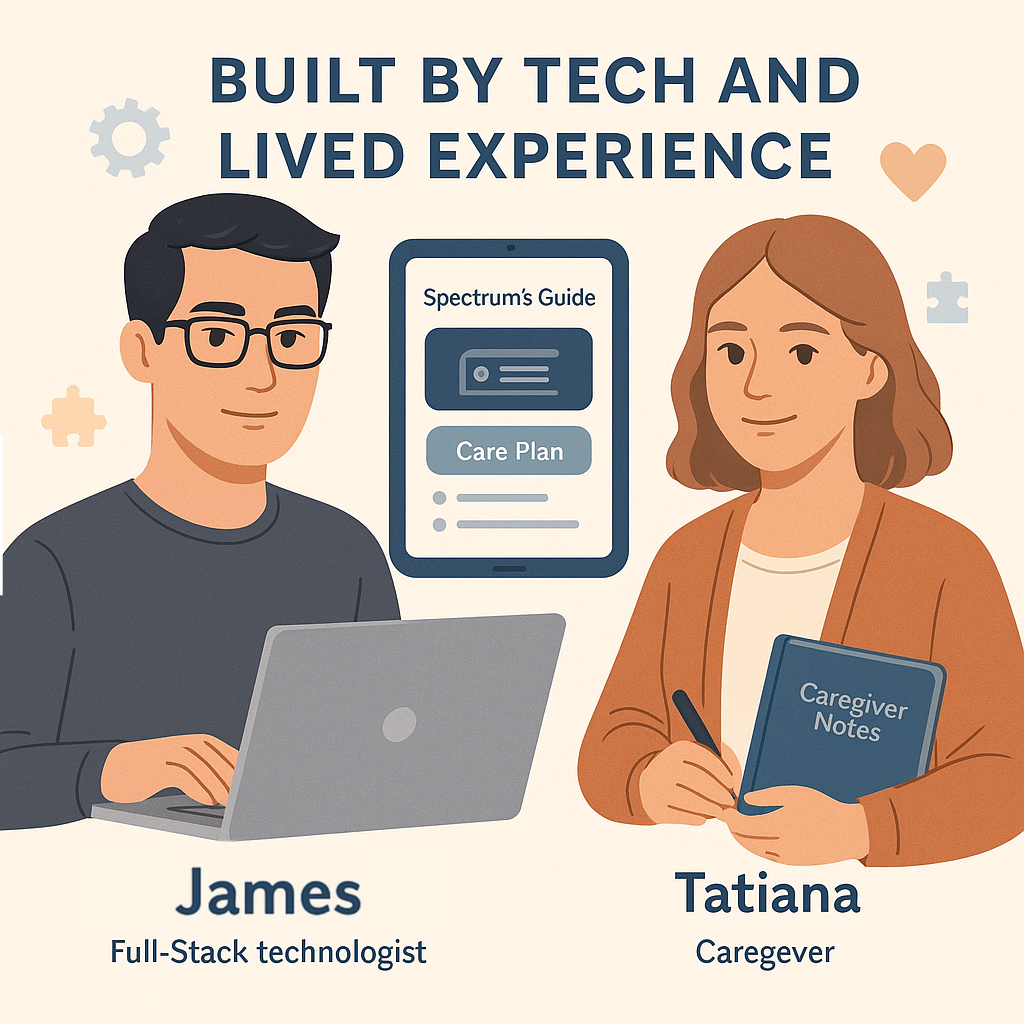 BUILT BY TECH AND
LIVED EXPERIENCE
Spectrum's Guide
Care Plan
Caregiver
Notes
James
Full-Stack technologist
Tatiana
Caregever